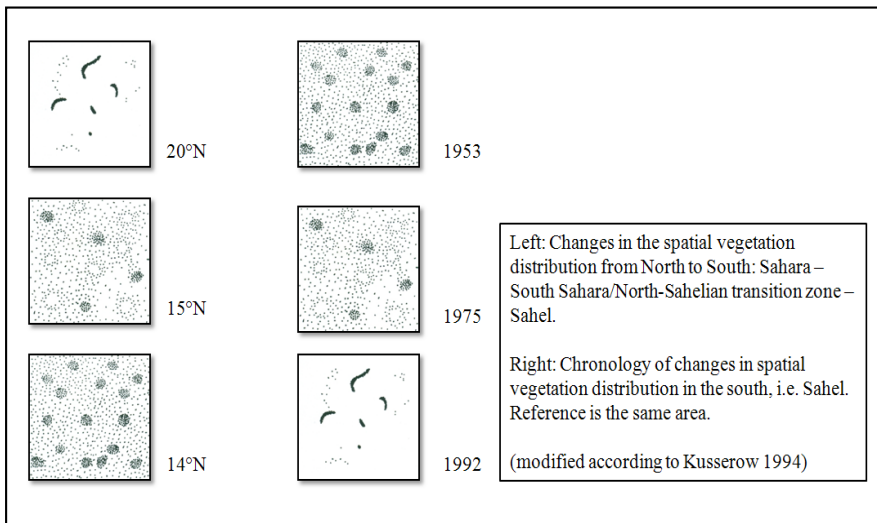 20°N
1953
15°N
1975
14°N
1992
Left: Changes in the spatial vegetation
distribution from North to South: Sahara –
South Sahara/North-Sahelian transition zone –
Sahel.
Right: Chronology of changes in spatial
vegetation distribution in the south, i.e. Sahel.
Reference is the same area.
(modified according to Kusserow 1994)